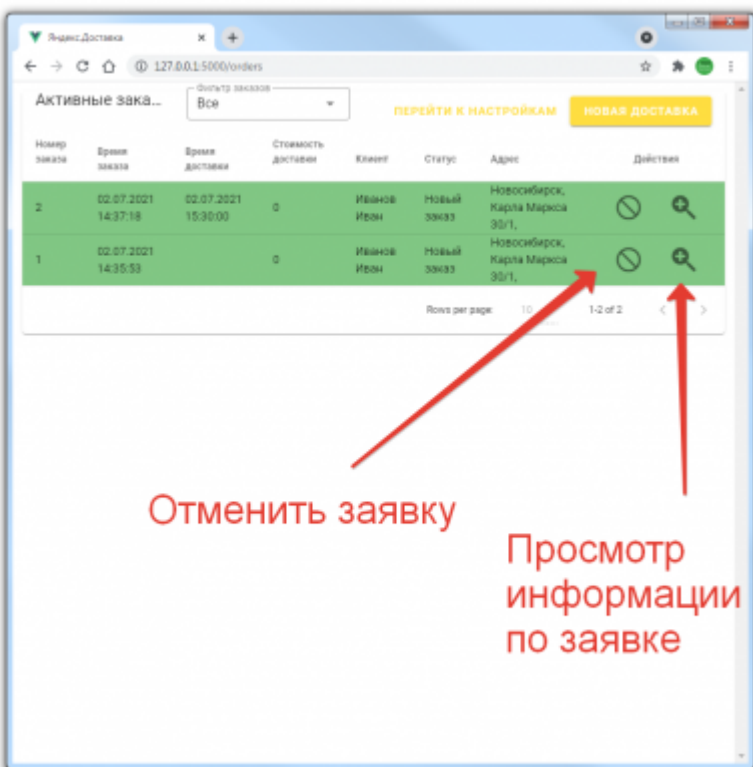 Яндекс.Доставка
127.0.0.1:5000/orders
Активные зака...
Фильтр заказов
Все
ПЕРЕЙТИ К НАСТРОЙКАМ
НОВАЯ ДОСТАВКА
Номер заказа
Время заказа
Время доставки
Стоимость доставки
Клиент
Статус
Адрес
Действия
2
02.07.2021
14:37:18
02.07.2021
15:30:00
0
Иванов
Иван
Новый
заказ
Новосибирск,
Карла Маркса
30/1,
1
02.07.2021
14:35:53
0
Иванов
Иван
Новый
заказ
Новосибирск,
Карла Маркса
30/1,
Rows per page: 10
1-2 of 2
Отменить заявку
Просмотр
информации
по заявке